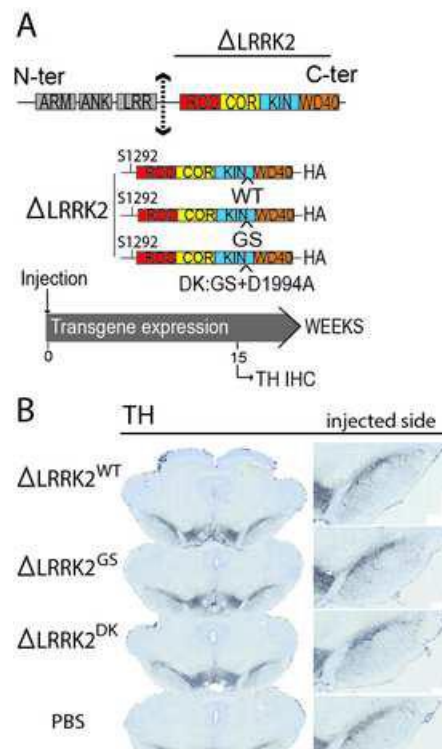 A
ΔLRRK2
N-ter
C-ter
ARM ANK LRR ROC COR KIN WD40
S1292
ROC COR KIN WD40 HA
WT
ΔLRRK2
S1292
ROC COR KIN WD40 HA
GS
S1292
ROC COR KIN WD40 HA
DK:GS+D1994A
Injection
Transgene expression WEEKS
0 15
TH IHC
B
TH injected side
ΔLRRK2WT
ΔLRRK2GS
ΔLRRK2DK
PBS